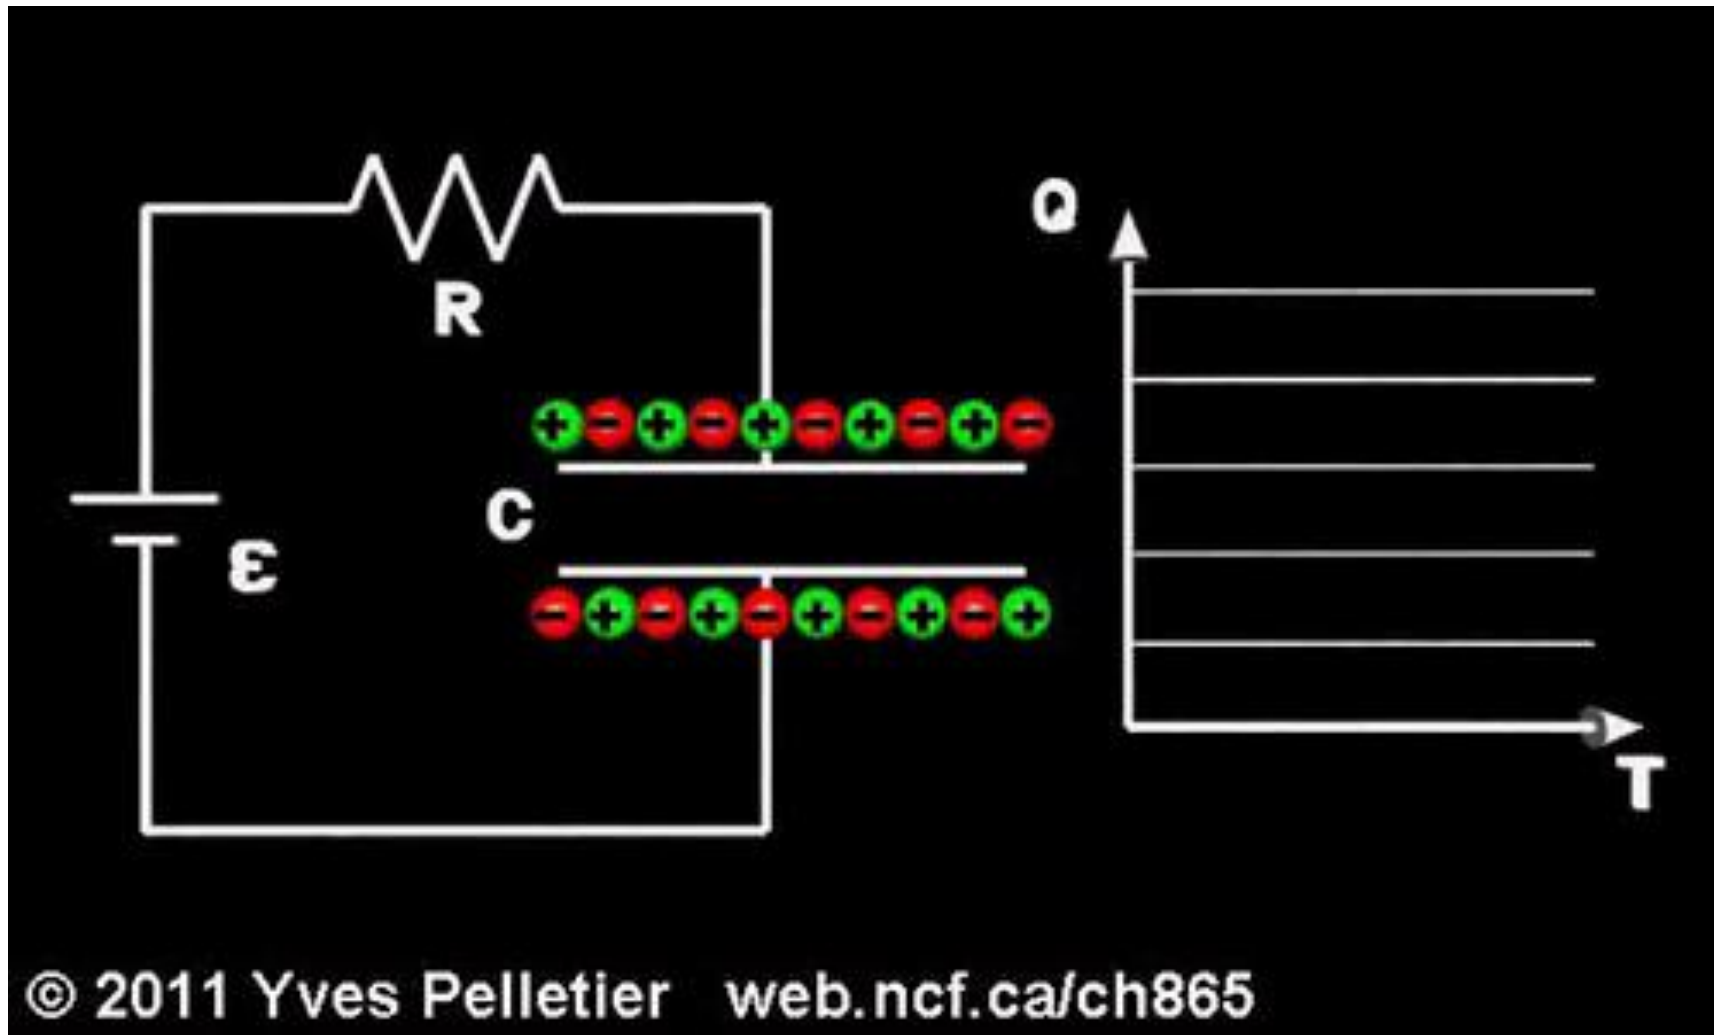 R
Q
C
ε
T
© 2011 Yves Pelletier web.ncf.ca/ch865